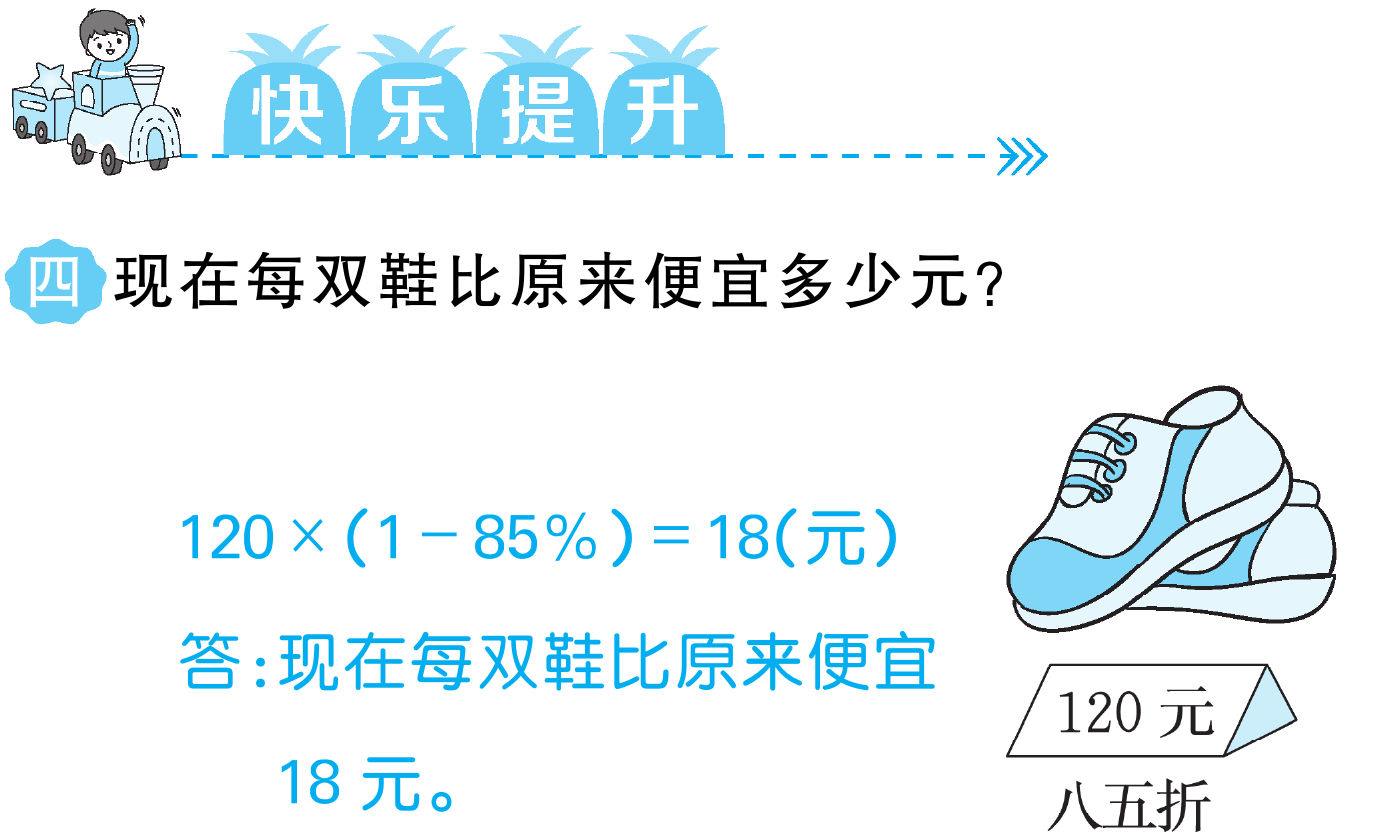 快乐提升
四 现在每双鞋比原来便宜多少元?
120×(1-85%)=18(元)
答:现在每双鞋比原来便宜
18元。
120元
八五折